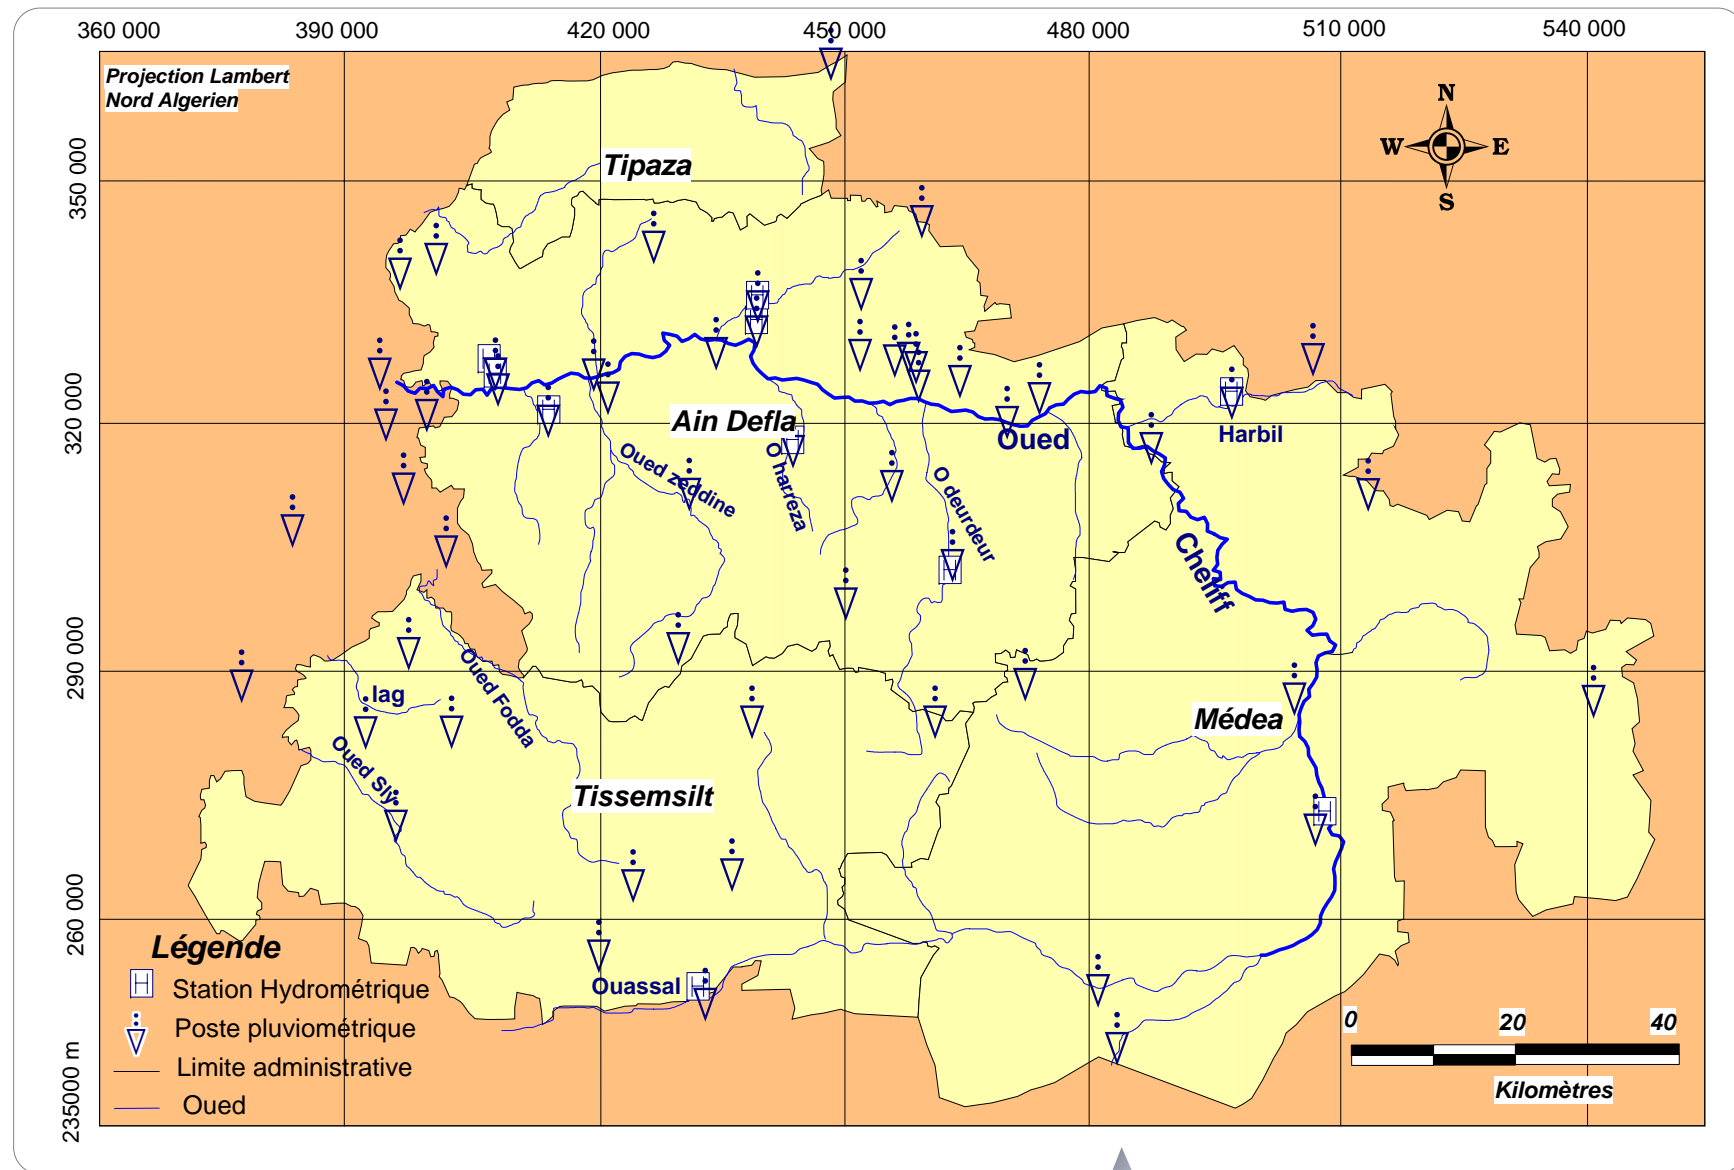 360 000 390 000 420 000 450 000 480 000 510 000 540 000
Projection Lambert
Nord Algerien
N
W E
S
350 000
320 000
290 000
260 000
235000 m
Tipaza
Ain Defla
Oued
Harbil
Oued zeddine
O harreza
O deurdeur
Cheliff
lag
Oued Fodda
Oued Sly
Médea
Tissemsilt
Ouassal
Légende
Station Hydrométrique
Poste pluviométrique
Limite administrative
Oued
0 20 40
Kilomètres